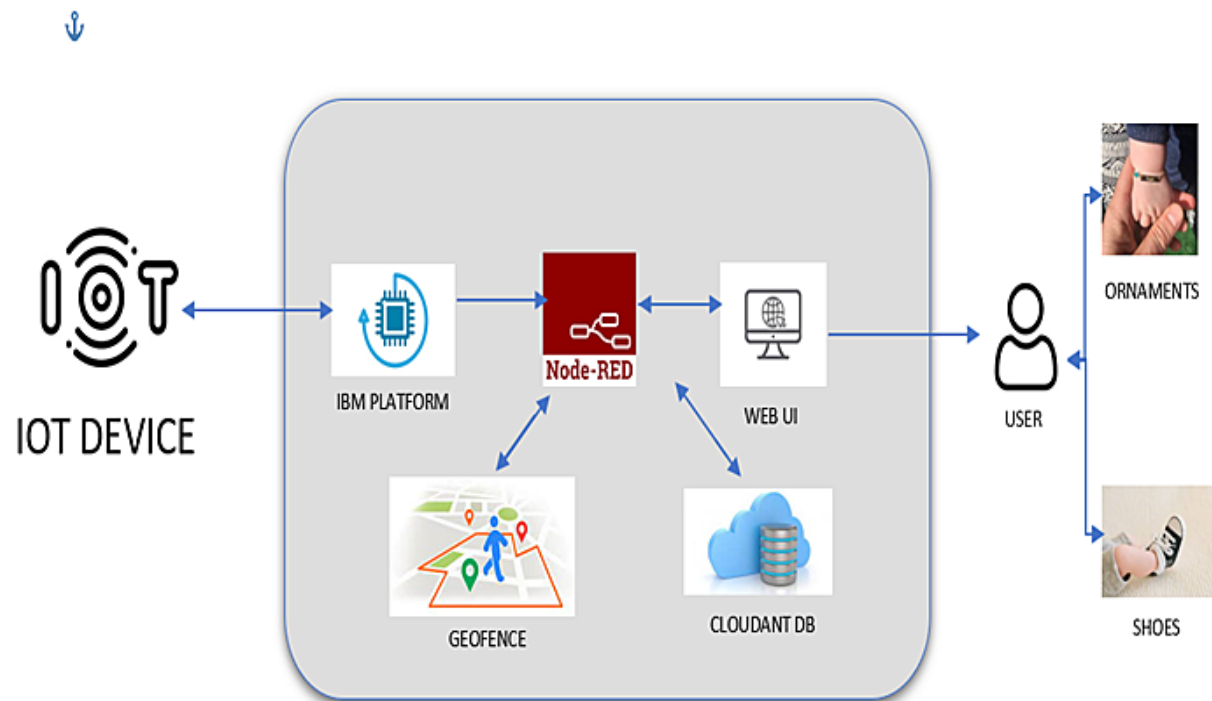 IOT
IOT DEVICE
IBM PLATFORM
Node-RED
WEB UI
GEOFENCE
CLOUDANT DB
USER
ORNAMENTS
SHOES